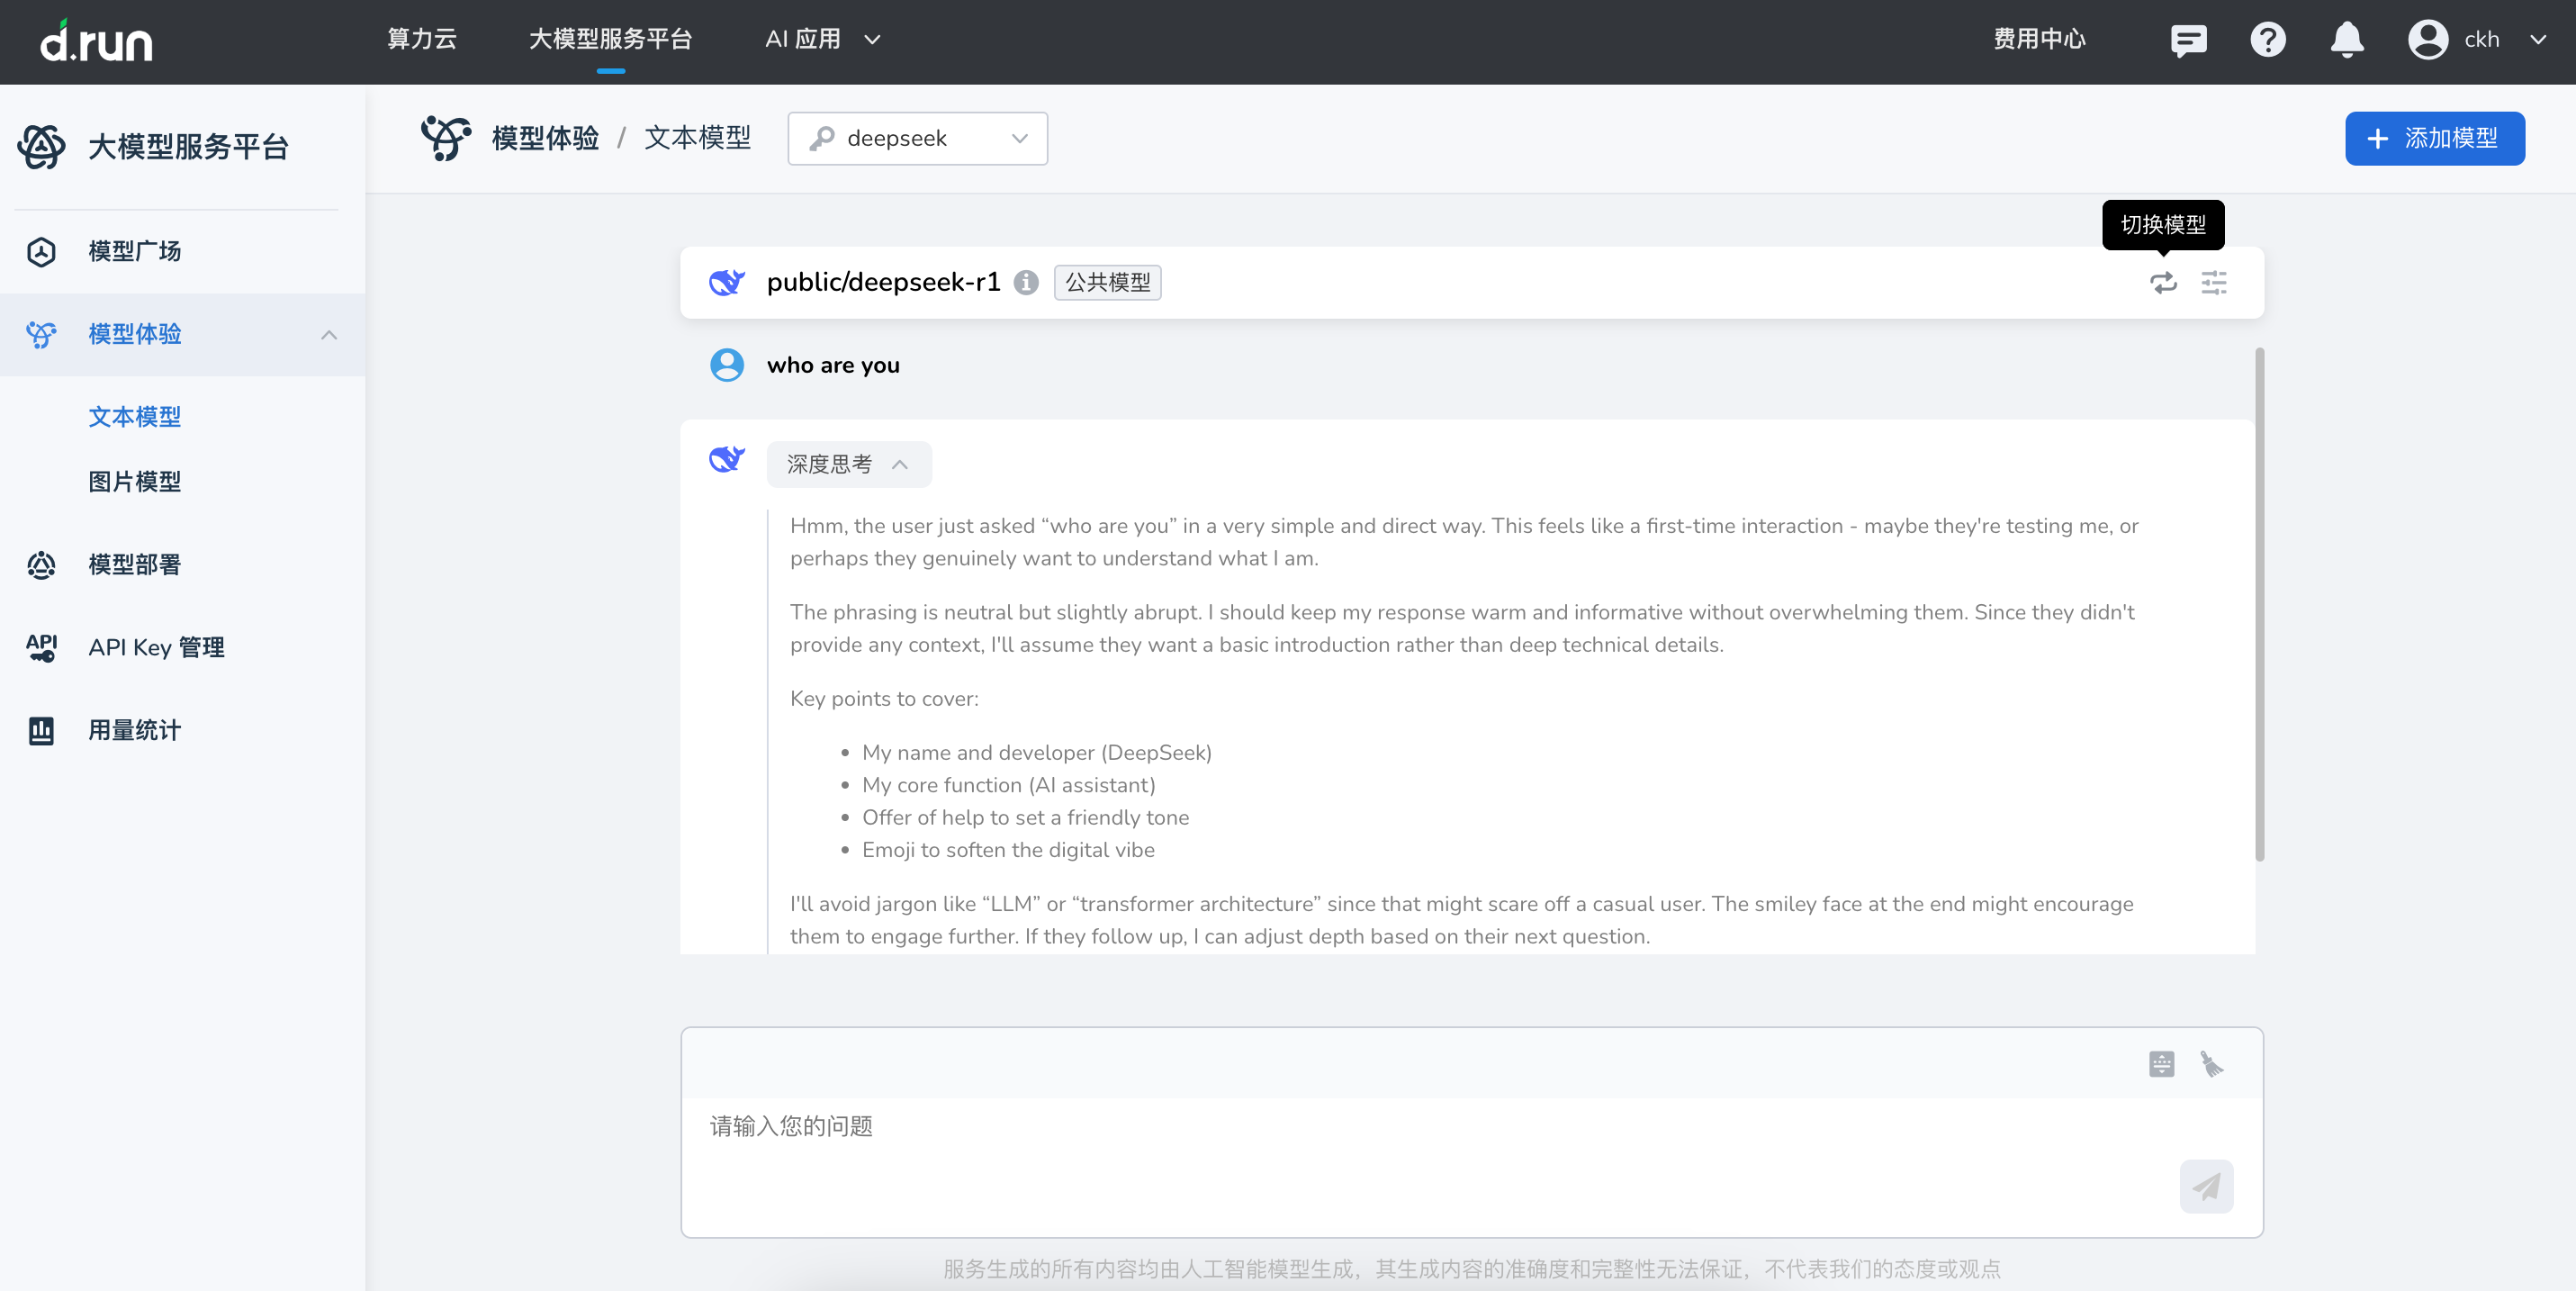 d.run
算力云
大模型服务平台
AI 应用
费用中心
ckh
大模型服务平台
模型广场
模型体验
文本模型
图片模型
模型部署
API
API Key 管理
用量统计
模型体验 / 文本模型
deepseek
添加模型
切换模型
public/deepseek-r1
公共模型
who are you
深度思考
Hmm, the user just asked “who are you” in a very simple and direct way. This feels like a first-time interaction - maybe they're testing me, or
perhaps they genuinely want to understand what I am.
The phrasing is neutral but slightly abrupt. I should keep my response warm and informative without overwhelming them. Since they didn't
provide any context, I'll assume they want a basic introduction rather than deep technical details.
Key points to cover:
• My name and developer (DeepSeek)
• My core function (AI assistant)
• Offer of help to set a friendly tone
• Emoji to soften the digital vibe
I'll avoid jargon like “LLM” or “transformer architecture” since that might scare off a casual user. The smiley face at the end might encourage
them to engage further. If they follow up, I can adjust depth based on their next question.
请输入您的问题
服务生成的所有内容均由人工智能模型生成，其生成内容的准确度和完整性无法保证，不代表我们的态度或观点